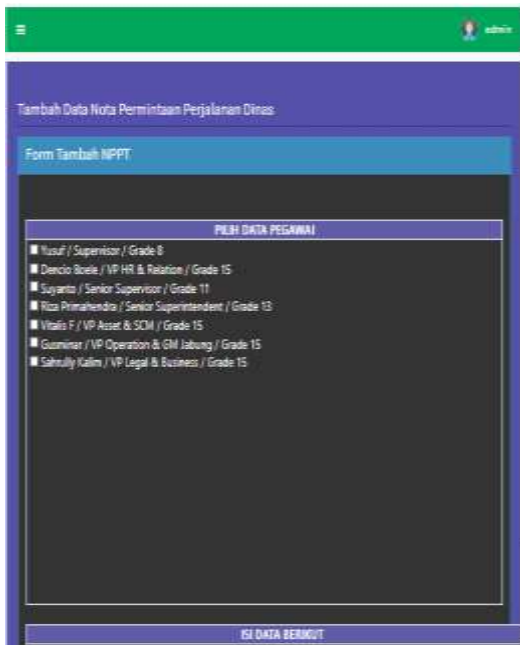 admin
Tambah Data Nota Permintaan Perjalanan Dinas
Form Tambah NPPT
PILIH DATA PEGAWAI
Yusuf / Supervisor / Grade 8
Dencio Boele / VP HR & Relation / Grade 15
Suyanto / Senior Supervisor / Grade 11
Riza Primahendra / Senior Superintendent / Grade 13
Vitalis F / VP Asset & SCM / Grade 15
Gusminar / VP Operation & GM Jabung / Grade 15
Sahrully Kalim / VP Legal & Business / Grade 15
ISI DATA BERIKUT